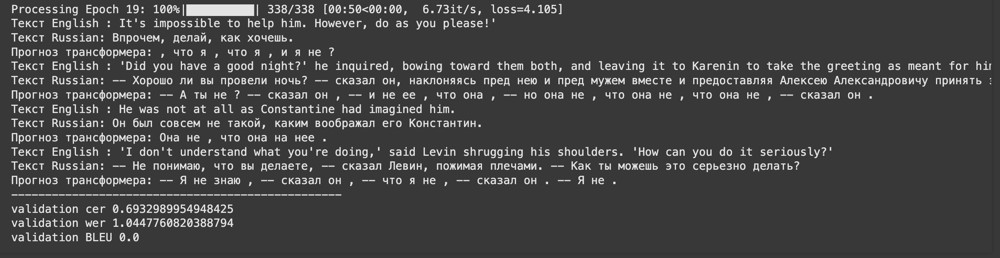 Processing Epoch 19: 100%|██████████| 338/338 [00:50<00:00,  6.73it/s, loss=4.105]
Текст English : It's impossible to help him. However, do as you please!'
Текст Russian: Впрочем, делай, как хочешь.
Прогноз трансформера: , что я , что я , и я не ?
Текст English : 'Did you have a good night?' he inquired, bowing toward them both, and leaving it to Karenin to take the greeting as meant for
Текст Russian: —— Хорошо ли вы провели ночь? —— сказал он, наклоняясь пред нею и пред мужем вместе и предоставляя Алексею Александровичу принять
Прогноз трансформера: —— А ты не ? —— сказал он , —— и не ее , что она , —— но она не , что она не , что она не , —— сказал он .
Текст English : He was not at all as Constantine had imagined him.
Текст Russian: Он был совсем не такой, каким воображал его Константин.
Прогноз трансформера: Она не , что она на нее .
Текст English : 'I don't understand what you're doing,' said Levin shrugging his shoulders. 'How can you do it seriously?'
Текст Russian: —— Не понимаю, что вы делаете, —— сказал Левин, пожимая плечами. —— Как ты можешь это серьезно делать?
Прогноз трансформера: —— Я не знаю , —— сказал он , —— что я не , —— сказал он . —— Я не .
—————————————————————————————————————————————————
validation cer 0.6932989954948425
validation wer 1.0447760820388794
validation BLEU 0.0